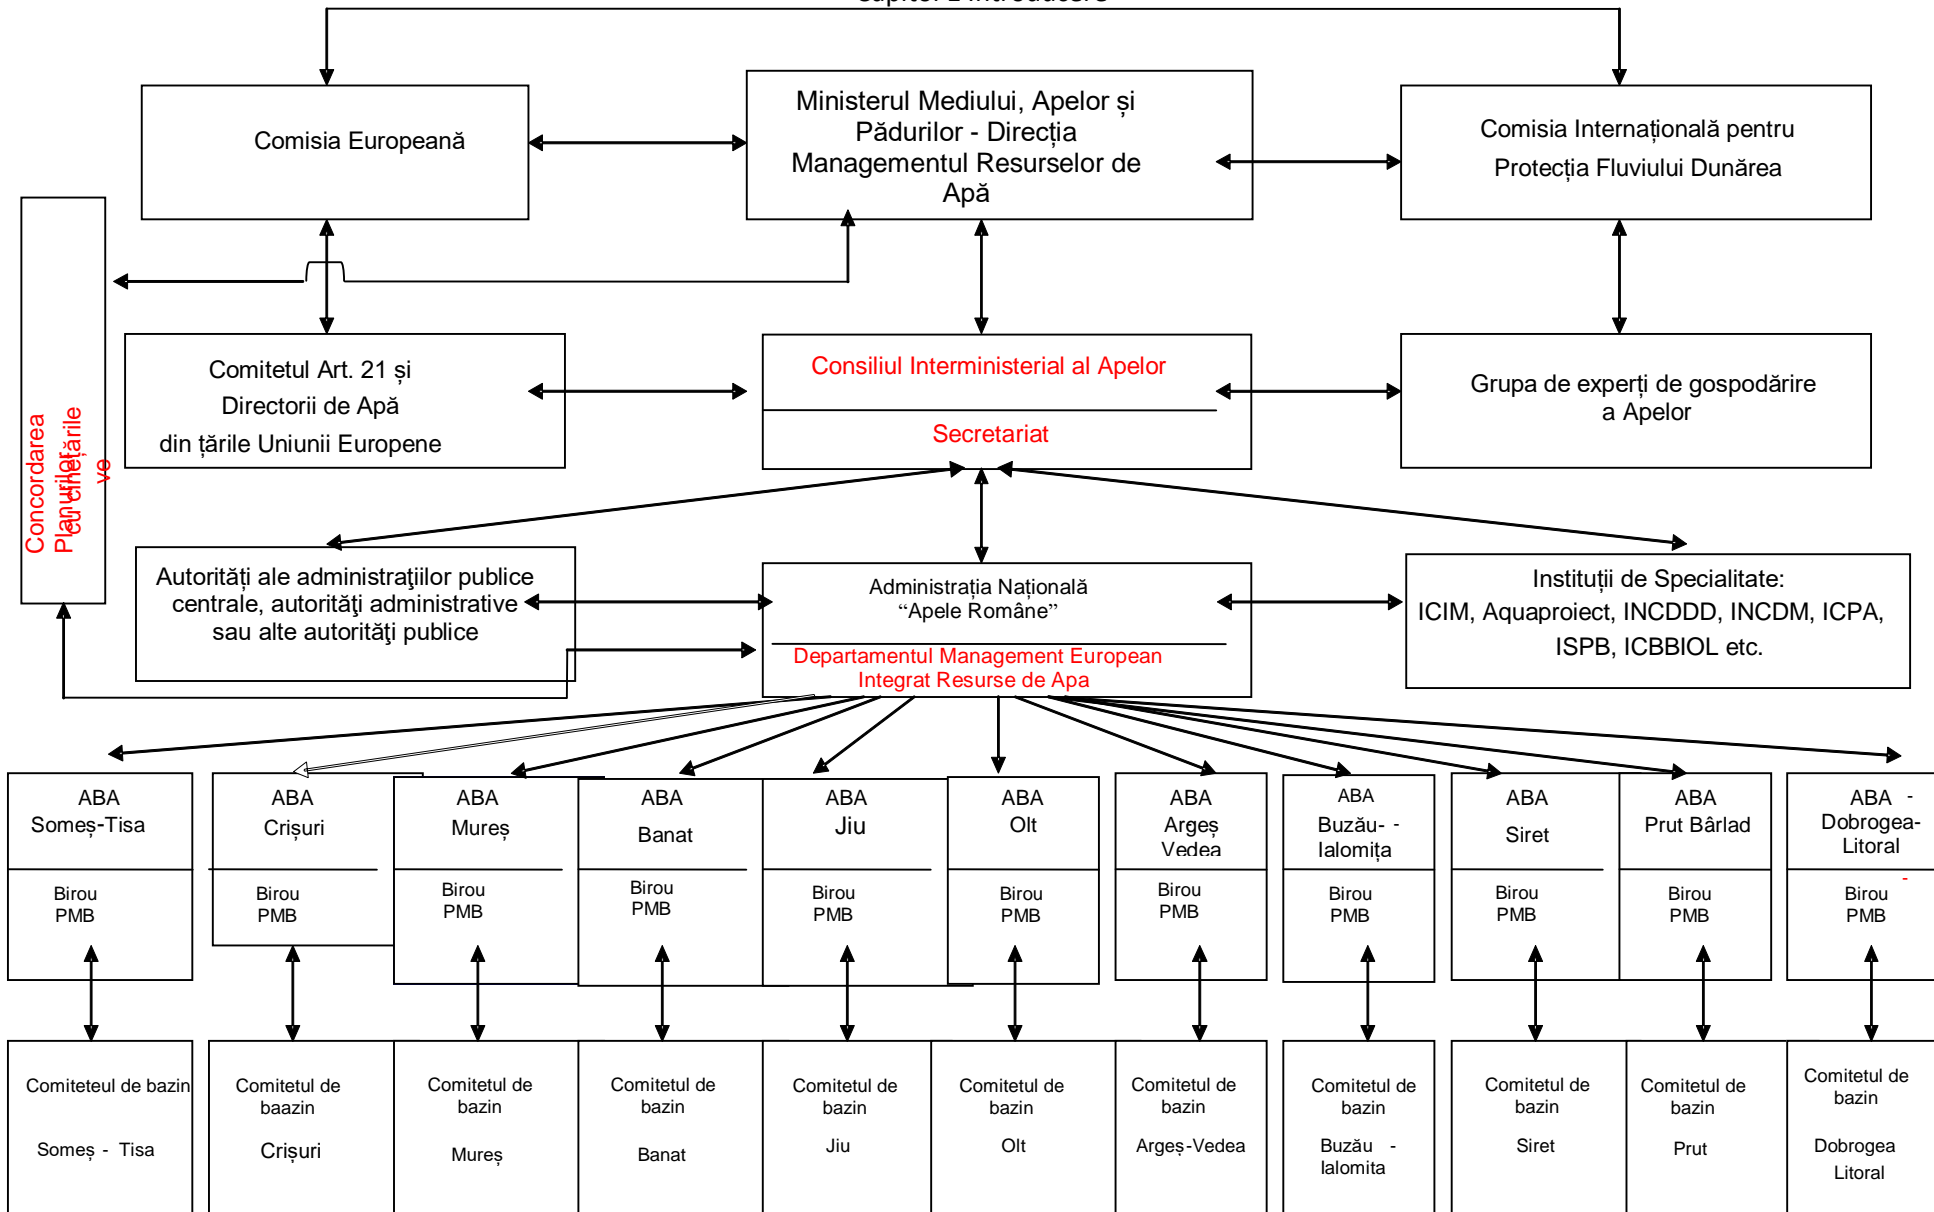 Comisia Europeană
Ministerul Mediului, Apelor și
Pădurilor - Direcția
Managementul Resurselor de
Apă
Comisia Internațională pentru
Protecția Fluviului Dunărea
Concordarea
Planurilor
Comitetul Art. 21 și
Directorii de Apă
din țările Uniunii Europene
Consiliul Interministerial al Apelor
Secretariat
Grupa de experți de gospodărire
a Apelor
Autorități ale administraţiilor publice
centrale, autorităţi administrative
sau alte autorităţi publice
Administrația Națională
“Apele Române”
Departamentul Management European
Integrat Resurse de Apa
Instituții de Specialitate:
ICIM, Aquaproiect, INCDDD, INCDM, ICPA,
ISPB, ICBBIOL etc.
ABA
Someș-Tisa
Birou
PMB
ABA
Crișuri
Birou
PMB
ABA
Mureș
Birou
PMB
ABA
Banat
Birou
PMB
ABA
Jiu
Birou
PMB
ABA
Olt
Birou
PMB
ABA
Argeș
Vedea
Birou
PMB
ABA
Buzău- -
Ialomița
Birou
PMB
ABA
Siret
Birou
PMB
ABA
Prut Bârlad
Birou
PMB
ABA -
Dobrogea-
Litoral
-
Birou
PMB
Comiteteul de bazin
Someș - Tisa
Comitetul de
baazin
Crișuri
Comitetul de
bazin
Mureș
Comitetul de
bazin
Banat
Comitetul de
bazin
Jiu
Comitetul de
bazin
Olt
Comitetul de
bazin
Argeș-Vedea
Comitetul de
bazin
Buzău -
Ialomita
Comitetul de
bazin
Siret
Comitetul de
bazin
Prut
Comitetul de
bazin
Dobrogea
Litoral